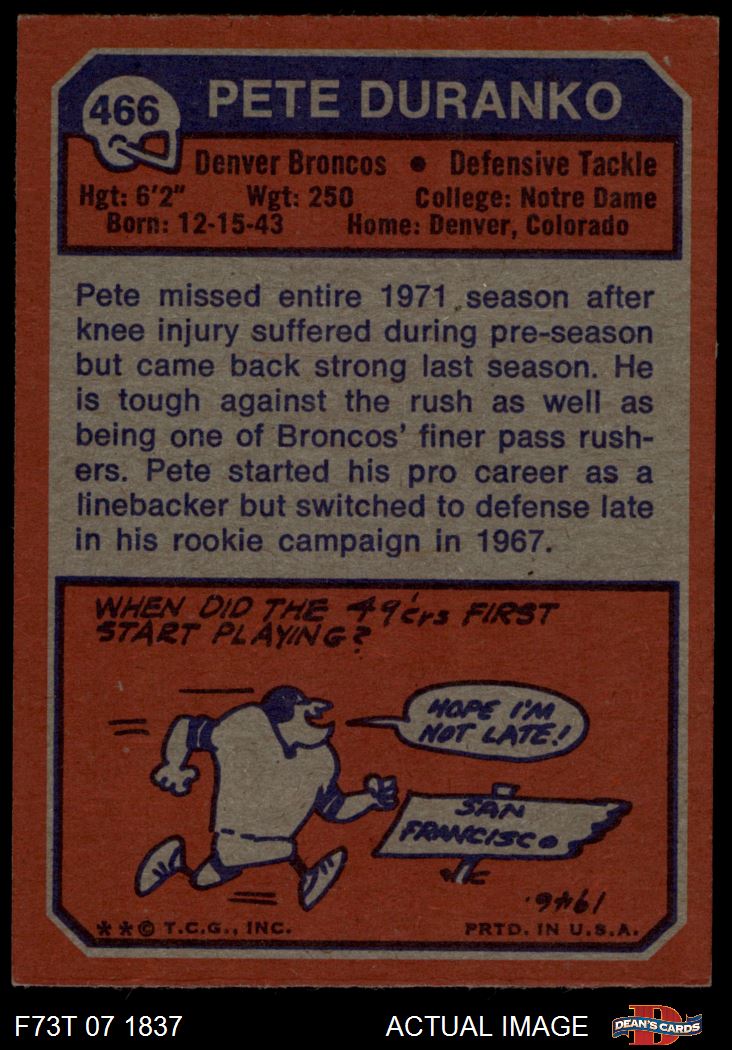 466
PETE DURANKO
Denver Broncos • Defensive Tackle
Hgt: 6'2" Wgt: 250 College: Notre Dame
Born: 12-15-43 Home: Denver, Colorado
Pete missed entire 1971 season after
knee injury suffered during pre-season
but came back strong last season. He
is tough against the rush as well as
being one of Broncos' finer pass rush-
ers. Pete started his pro career as a
linebacker but switched to defense late
in his rookie campaign in 1967.
WHEN DID THE 49'ers FIRST
START PLAYING?
HOPE I'M
NOT LATE!
SAN
FRANCISCO
1946.
**© T.C.G., INC. PRTD. IN U.S.A.
F73T 07 1837 ACTUAL IMAGE
D
DEAN'S CARDS